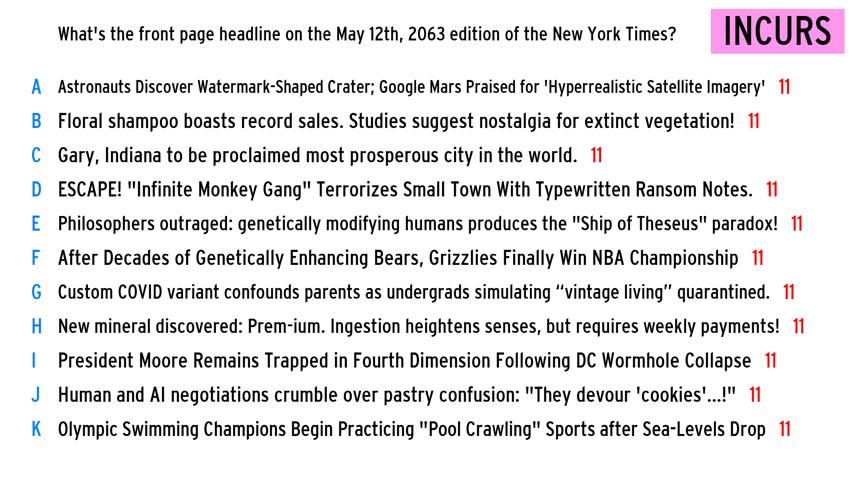 What's the front page headline on the May 12th, 2063 edition of the New York Times?
INCURS
A Astronauts Discover Watermark-Shaped Crater; Google Mars Praised for 'Hyperrealistic Satellite Imagery' 11
B Floral shampoo boasts record sales. Studies suggest nostalgia for extinct vegetation! 11
C Gary, Indiana to be proclaimed most prosperous city in the world. 11
D ESCAPE! "Infinite Monkey Gang" Terrorizes Small Town With Typewritten Ransom Notes. 11
E Philosophers outraged: genetically modifying humans produces the "Ship of Theseus" paradox! 11
F After Decades of Genetically Enhancing Bears, Grizzlies Finally Win NBA Championship 11
G Custom COVID variant confounds parents as undergrads simulating “vintage living” quarantined. 11
H New mineral discovered: Prem-ium. Ingestion heightens senses, but requires weekly payments! 11
I President Moore Remains Trapped in Fourth Dimension Following DC Wormhole Collapse 11
J Human and AI negotiations crumble over pastry confusion: "They devour 'cookies'...!" 11
K Olympic Swimming Champions Begin Practicing "Pool Crawling" Sports after Sea-Levels Drop 11